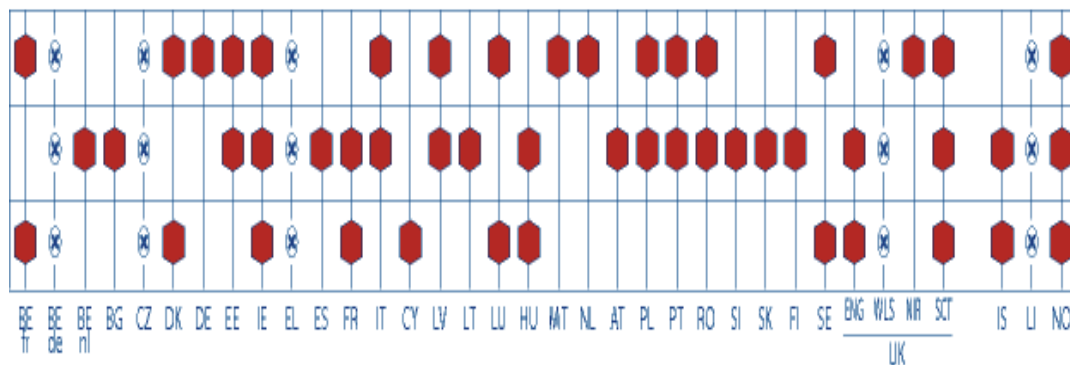 BE fr BE de BE nl BG CZ DK DE EE IE EL ES FR IT CY LV LT LU HU MT NL AT PL PT RO SI SK FI SE ENG WLS NIR SCT IS LI NO
UK